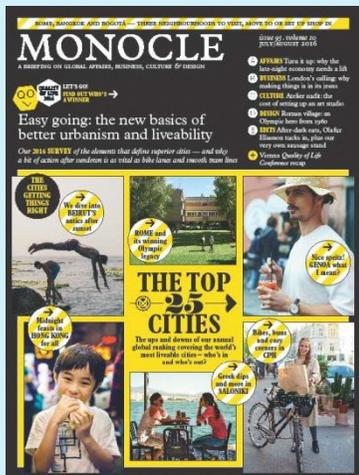 ROME, BANGKOK AND BOGOTÁ — THREE NEIGHBOURHOODS TO VISIT, MOVE TO OR SET UP SHOP IN
MONOCLE
A BRIEFING ON GLOBAL AFFAIRS, BUSINESS, CULTURE & DESIGN
issue 95. volume 10
JULY/AUGUST 2016
QUALITY OF LIFE 2016
LET'S GO!
FIND OUT WHO'S
A WINNER
Easy going: the new basics of
better urbanism and liveability
Our 2016 SURVEY of the elements that define superior cities — and why
a bit of action after sundown is as vital as bike lanes and smooth tram lines
A AFFAIRS Turn it up: why the
late-night economy needs a lift
B BUSINESS London's calling: why
making things is in its jeans
C CULTURE Atelier audit: the
cost of setting up an art studio
D DESIGN Roman village: an
Olympic hero from 1960
E EDITS After-dark eats, Olafur
Eliasson tucks in, plus our
very own smack stadium
+ Vienna Quality of Life
Conference recap
THE
CITIES
GETTING
THINGS
RIGHT
We dive into
BEIRUT'S
antics after
sunset
ROME and
its winning
Olympic
legacy
Nice spritz!
GENOA what
I mean?
THE TOP
25
CITIES
The ups and downs of our annual
global ranking covering the world's
most liveable cities – who's in
and who's out?
Midnight
feasts in
HONG KONG
for all
Bikes, buns
and cosy
corners in
CPH
Greek dips
and more in
SALONIKI